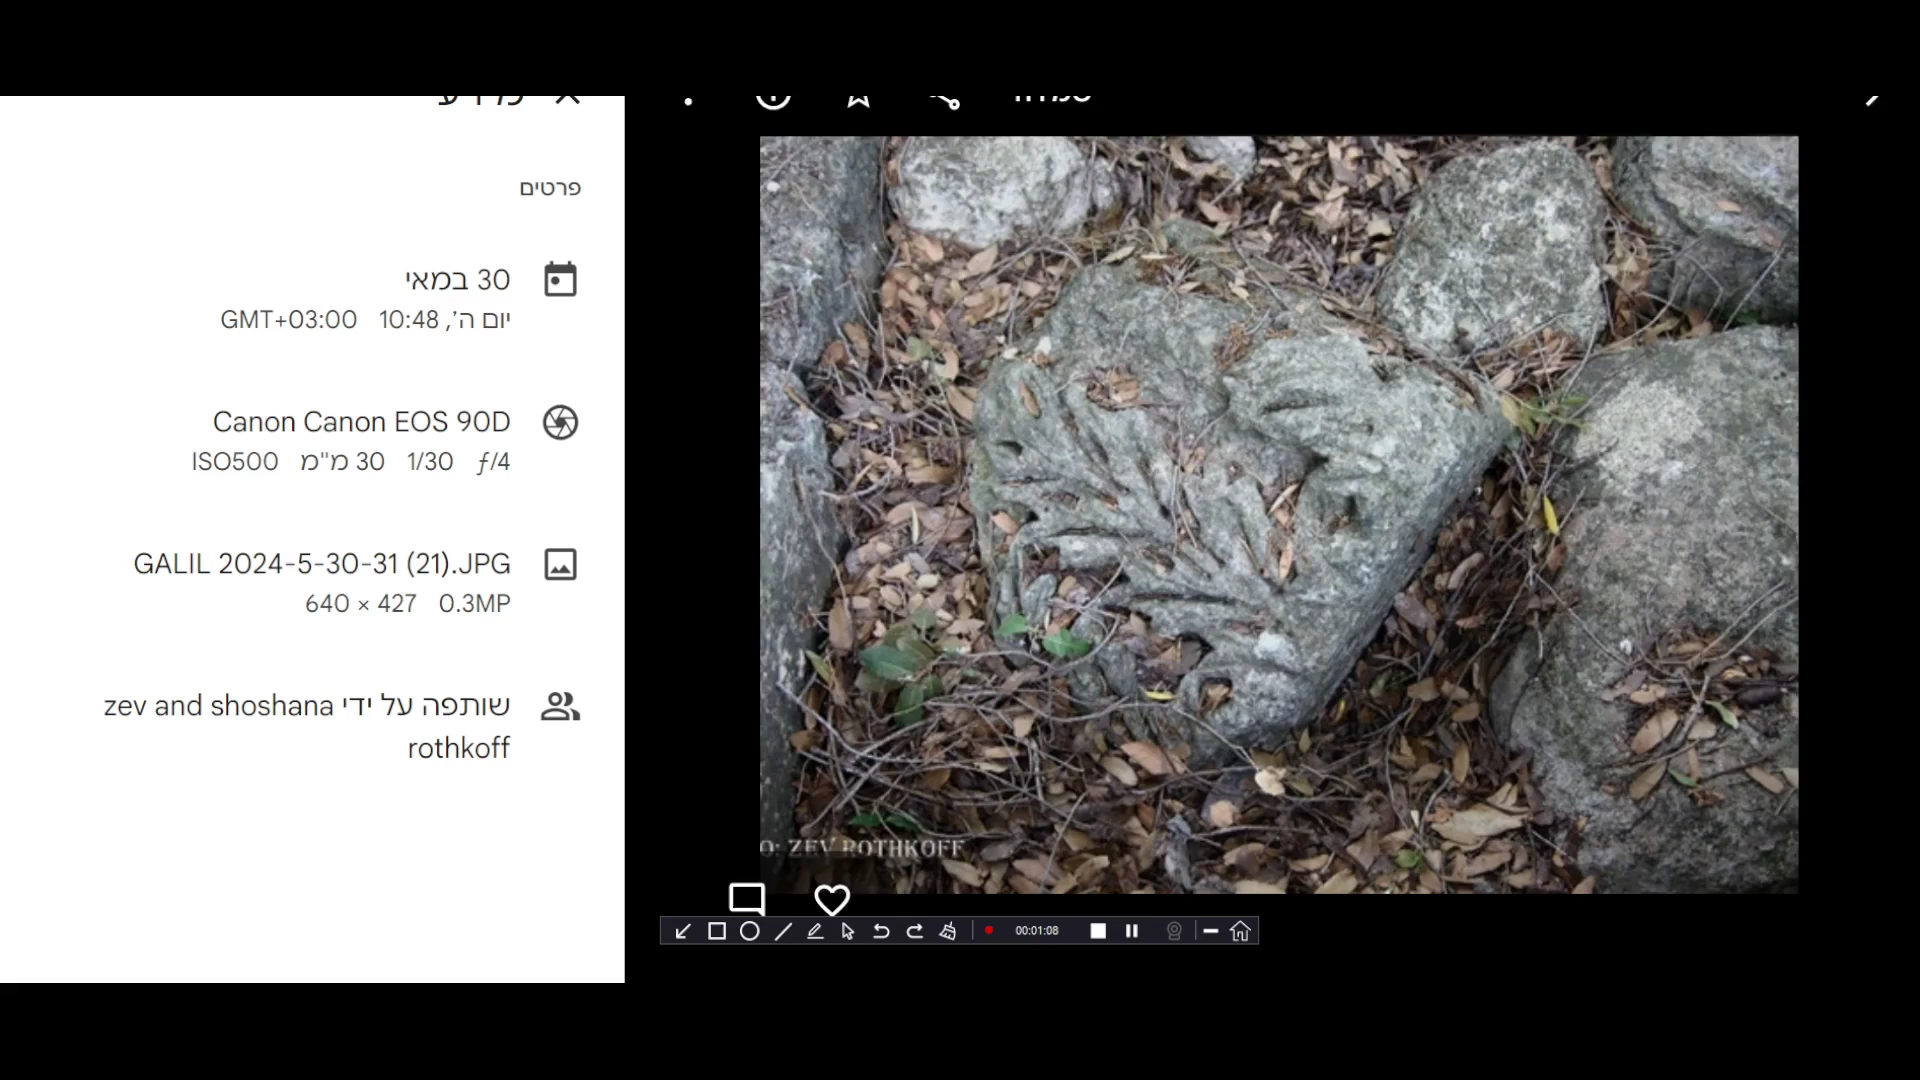 פרטים
30 במאי
יום ה׳, 10:48 GMT+03:00
Canon Canon EOS 90D
ƒ/4 1/30 30 מ"מ ISO500
GALIL 2024-5-30-31 (21).JPG
0.3MP 640 × 427
שותפה על ידי zev and shoshana
rothkoff
O: ZEV ROTHKOFF
00:01:08